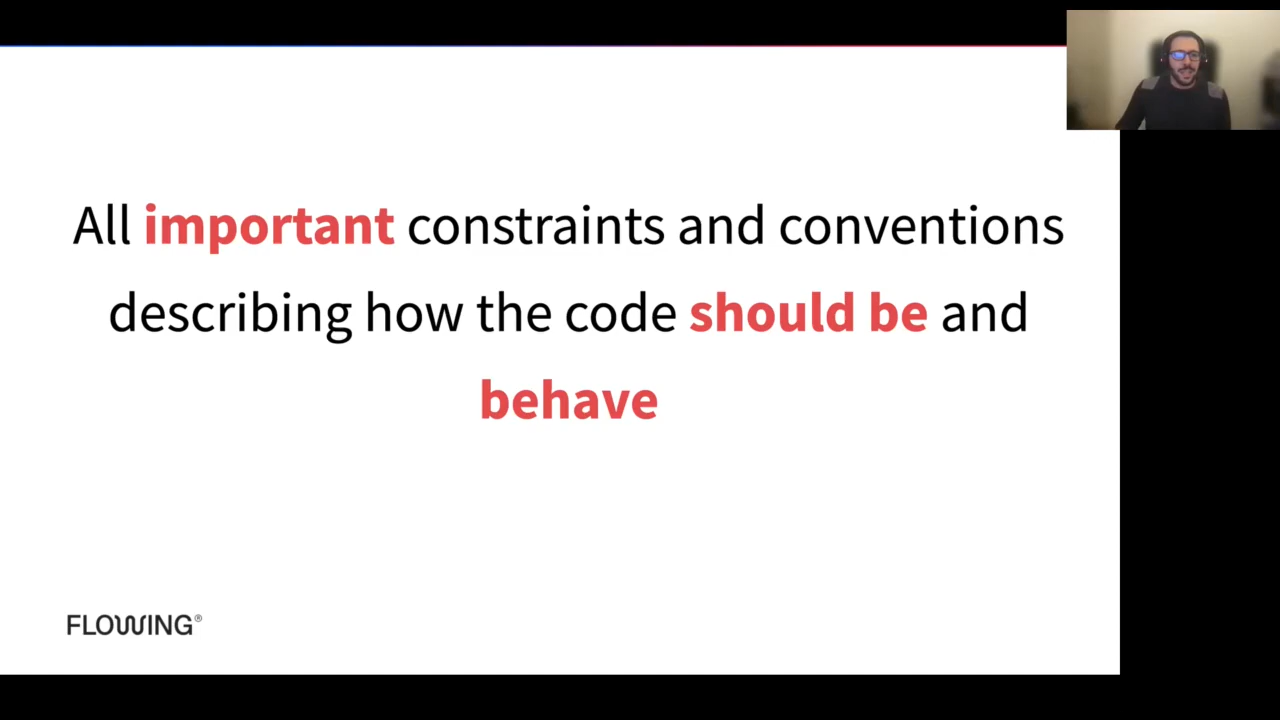 All important constraints and conventions
describing how the code should be and
behave
FLOWING®